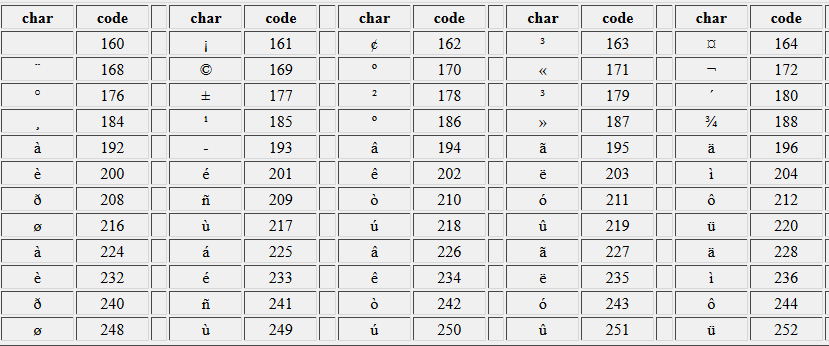 char code char code char code char code char code
160 ¡ 161 ¢ 162 ³ 163 ¤ 164
¨ 168 © 169 º 170 « 171 ¬ 172
° 176 ± 177 ² 178 ³ 179 ´ 180
¸ 184 ¹ 185 º 186 » 187 ¾ 188
à 192 - 193 â 194 ã 195 ä 196
è 200 é 201 ê 202 ë 203 ì 204
ð 208 ñ 209 ò 210 ó 211 ô 212
ø 216 ù 217 ú 218 û 219 ü 220
à 224 á 225 â 226 ã 227 ä 228
è 232 é 233 ê 234 ë 235 ì 236
ð 240 ñ 241 ò 242 ó 243 ô 244
ø 248 ù 249 ú 250 û 251 ü 252